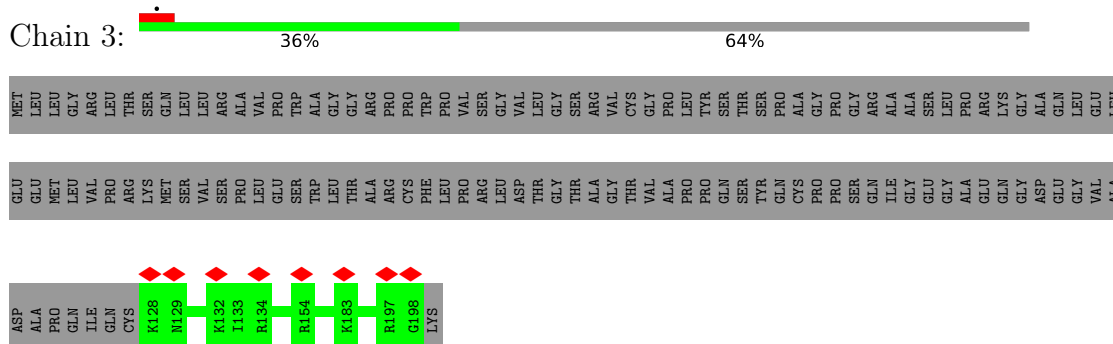 Chain 3:
•
36%
64%
MET LEU LEU GLY ARG LEU THR SER GLN LEU LEU ARG ALA VAL PRO TRP ALA GLY GLY ARG PRO PRO TRP PRO VAL SER GLY VAL LEU GLY SER ARG VAL CYS GLY PRO LEU TYR SER THR SER PRO ALA GLY PRO GLY ARG ALA ALA SER LEU PRO ARG LYS GLY ALA GLN LEU GLU LEU
GLU GLU MET LEU VAL PRO ARG LYS MET SER VAL SER PRO LEU GLU SER TRP LEU THR ALA ARG CYS PHE LEU PRO ARG LEU ASP THR GLY THR ALA GLY THR VAL ALA PRO PRO GLN SER TYR GLN CYS PRO PRO SER GLN ILE GLY GLU GLY ALA GLU GLN GLY ASP GLU GLY VAL ALA
ASP ALA PRO GLN ILE GLN CYS K128 N129 K132 I133 R134 R154 K183 R197 G198 LYS